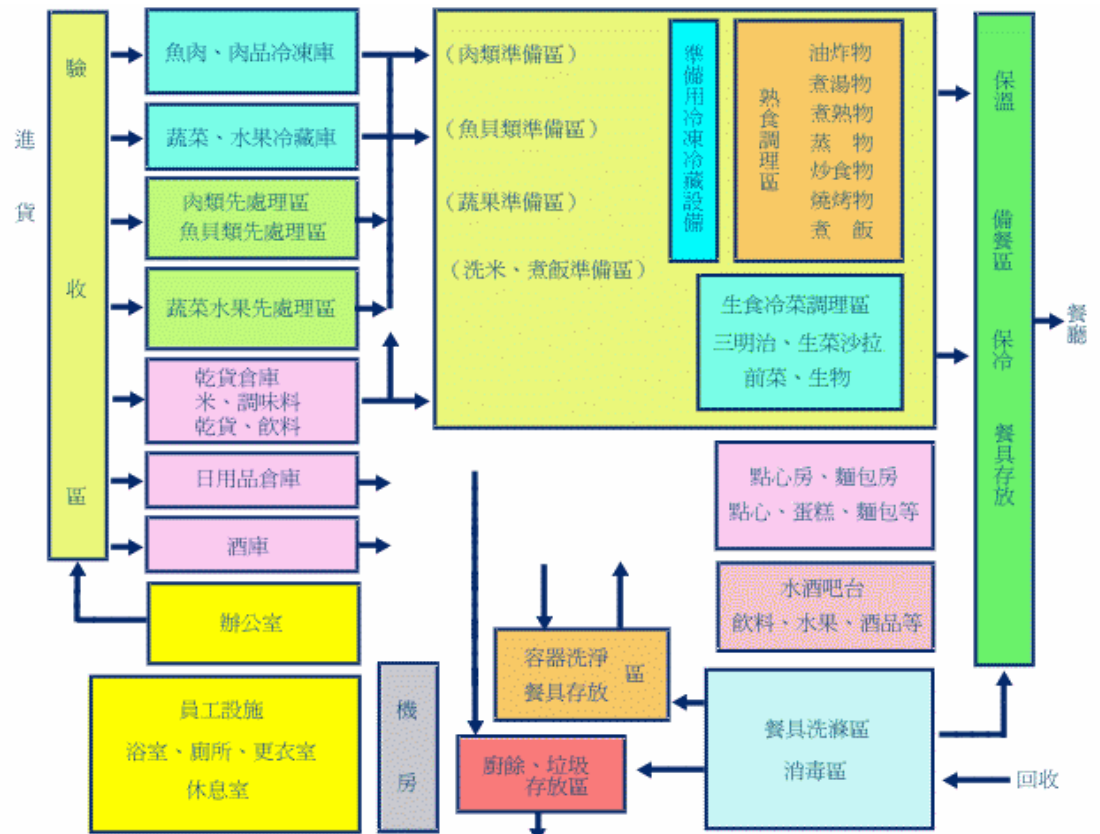 進貨
驗收區
魚肉、肉品冷凍庫
蔬菜、水果冷藏庫
肉類先處理區
魚貝類先處理區
蔬菜水果先處理區
乾貨倉庫
米、調味料
乾貨、飲料
日用品倉庫
酒庫
辦公室
員工設施
浴室、廁所、更衣室
休息室
機房
(肉類準備區)
(魚貝類準備區)
(蔬果準備區)
(洗米、煮飯準備區)
準備用冷凍冷藏設備
熟食調理區
油炸物
煮湯物
煮熟物
蒸 物
炒食物
燒烤物
煮 飯
生食冷菜調理區
三明治、生菜沙拉
前菜、生物
點心房、麵包房
點心、蛋糕、麵包等
水酒吧台
飲料、水果、酒品等
容器洗淨
餐具存放
區
廚餘、垃圾
存放區
餐具洗滌區
消毒區
回收
保溫
備餐區
保冷
餐具存放
餐廳